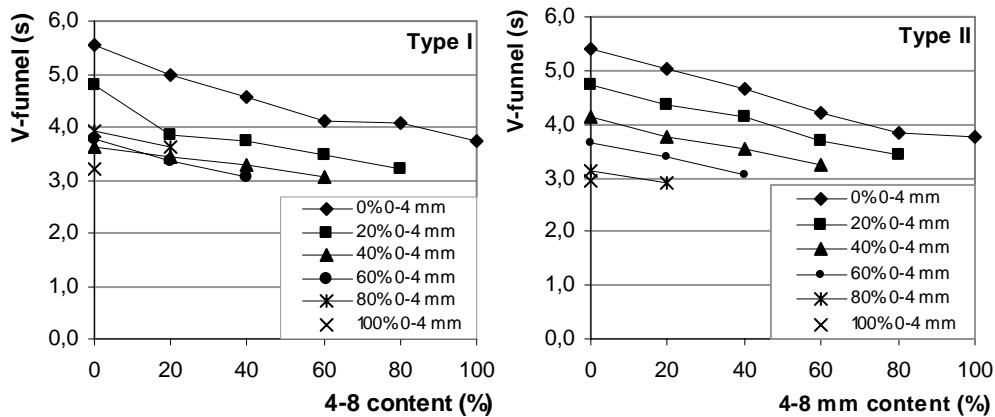 V-funnel (s)
6,0
5,0
4,0
3,0
2,0
1,0
0,0
Type I
0%0-4 mm
20%0-4 mm
40%0-4 mm
60%0-4 mm
80%0-4 mm
100%0-4 mm
0 20 40 60 80 100
4-8 content (%)
V-funnel (s)
6,0
5,0
4,0
3,0
2,0
1,0
0,0
Type II
0%0-4 mm
20%0-4 mm
40%0-4 mm
60%0-4 mm
80%0-4 mm
100%0-4 mm
0 20 40 60 80 100
4-8 mm content (%)